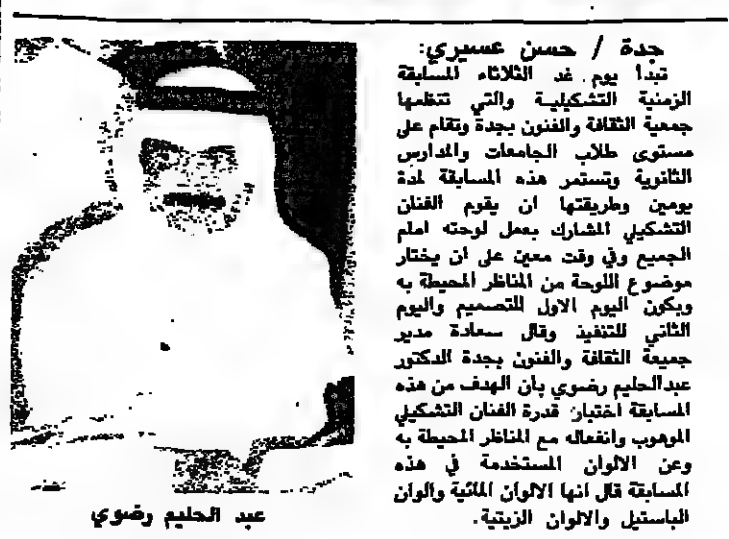 جدة / حسن عسيري:
تبدأ يوم غد الثلاثاء المسابقة
الزمنية التشكيلية والتي تنظمها
جمعية الثقافة والفنون بجدة وتقام على
مستوى طلاب الجامعات والمدارس
الثانوية وتستمر هذه المسابقة لمدة
يومين وطريقتها ان يقوم الفنان
التشكيلي المشارك بعمل لوحته امام
الجميع وفي وقت معين على ان يختار
موضوع اللوحة من المناظر المحيطة به
ويكون اليوم الاول للتصميم واليوم
الثاني للتنفيذ وقال سعادة مدير
جميعة الثقافة والفنون بجدة الدكتور
عبدالحليم رضوي بان الهدف من هذه
المسابقة اختبار قدرة الفنان التشكيلي
الموهوب وانفعاله مع المناظر المحيطة به
وعن الالوان المستخدمة في هذه
المسابقة قال انها الالوان المائية والوان
الباستيل والالوان الزيتية.
عبد الحليم رضوي